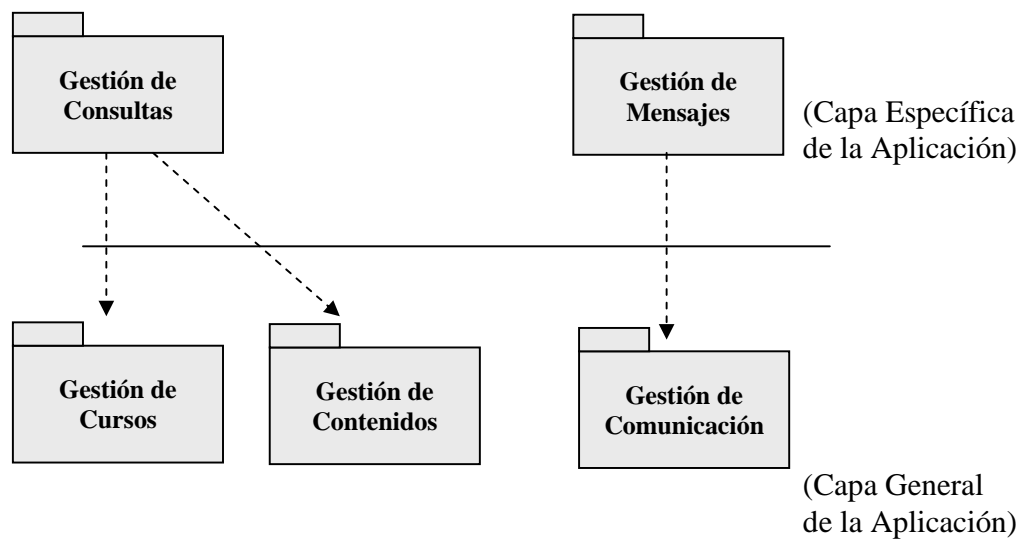 Gestión de
Consultas
Gestión de
Mensajes
(Capa Específica
de la Aplicación)
Gestión de
Cursos
Gestión de
Contenidos
Gestión de
Comunicación
(Capa General
de la Aplicación)